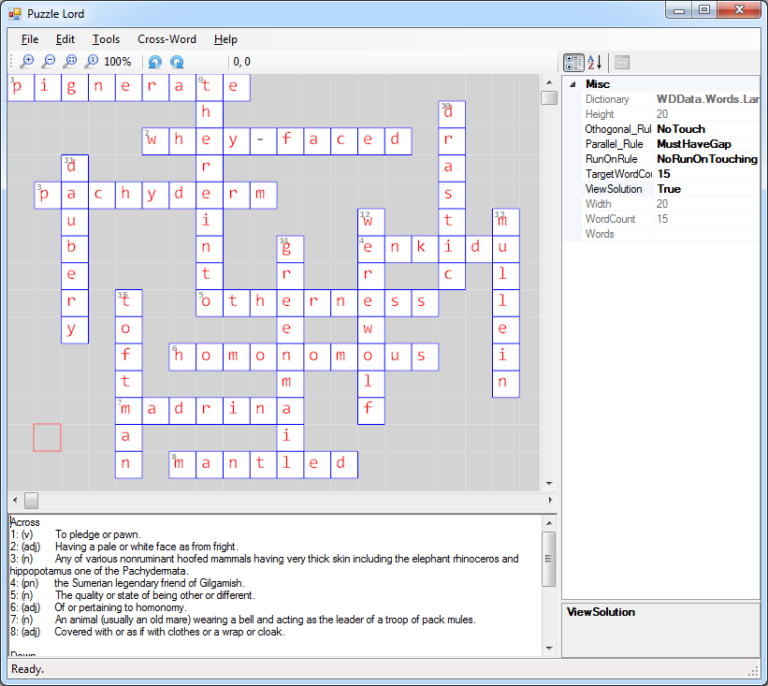 Puzzle Lord
File Edit Tools Cross-Word Help
100% 0, 0
1 p i g n e r a 9 t e
h 10 d
2 w h e y - f a c e d r
11 d r a
3 p a c h y d e r m s
u i 12 w t 13 m
b n 14 g 4 e n k i d u
e t r r c l
r 15 t 5 o t h e r n e s s l
y o e w e
f 6 h o m o n o m o u s i
t m l n
7 m a d r i n a f
a i
n 8 m a n t l e d
Misc
Dictionary WDData.Words.Lar
Height 20
Othogonal_Rul NoTouch
Parallel_Rule MustHaveGap
RunOnRule NoRunOnTouching
TargetWordCou 15
ViewSolution True
Width 20
WordCount 15
Words
Across
1: (v) To pledge or pawn.
2: (adj) Having a pale or white face as from fright.
3: (n) Any of various nonruminant hoofed mammals having very thick skin including the elephant rhinoceros and
hippopotamus one of the Pachydermata.
4: (pn) the Sumerian legendary friend of Gilgamish.
5: (n) The quality or state of being other or different.
6: (adj) Of or pertaining to homonomy.
7: (n) An animal (usually an old mare) wearing a bell and acting as the leader of a troop of pack mules.
8: (adj) Covered with or as if with clothes or a wrap or cloak.
Down
ViewSolution
Ready.